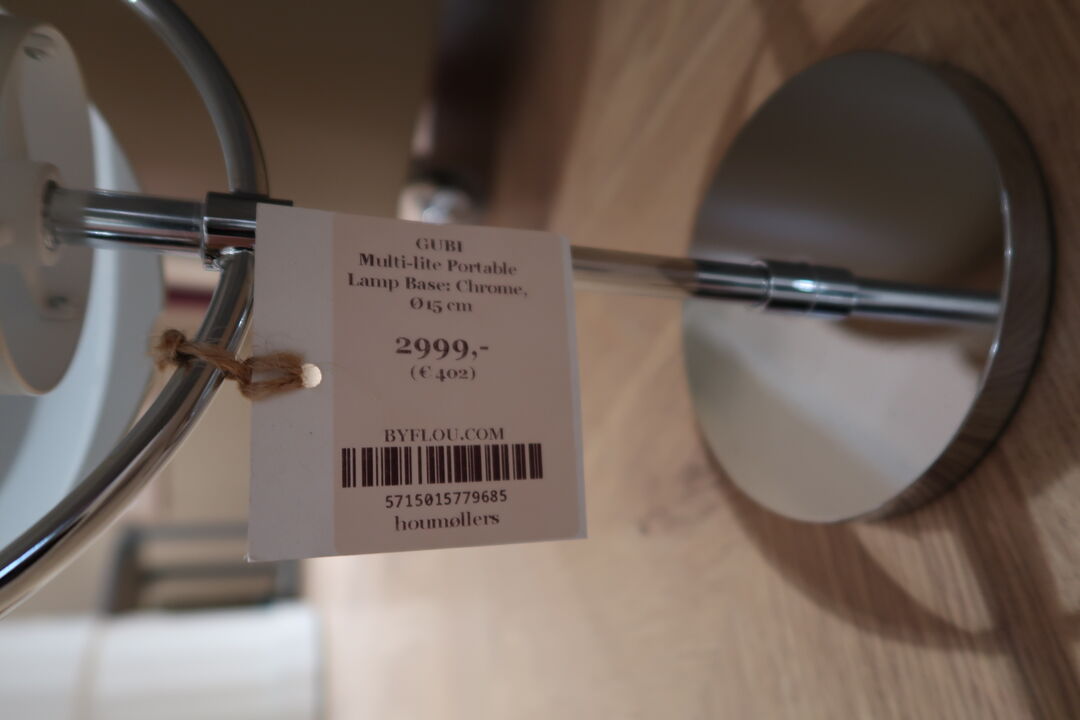 GUBI
Multi-lite Portable
Lamp Base: Chrome,
Ø15 cm
2999,-
(€ 402)
BYFLOU.COM
5715015779685
houmøllers